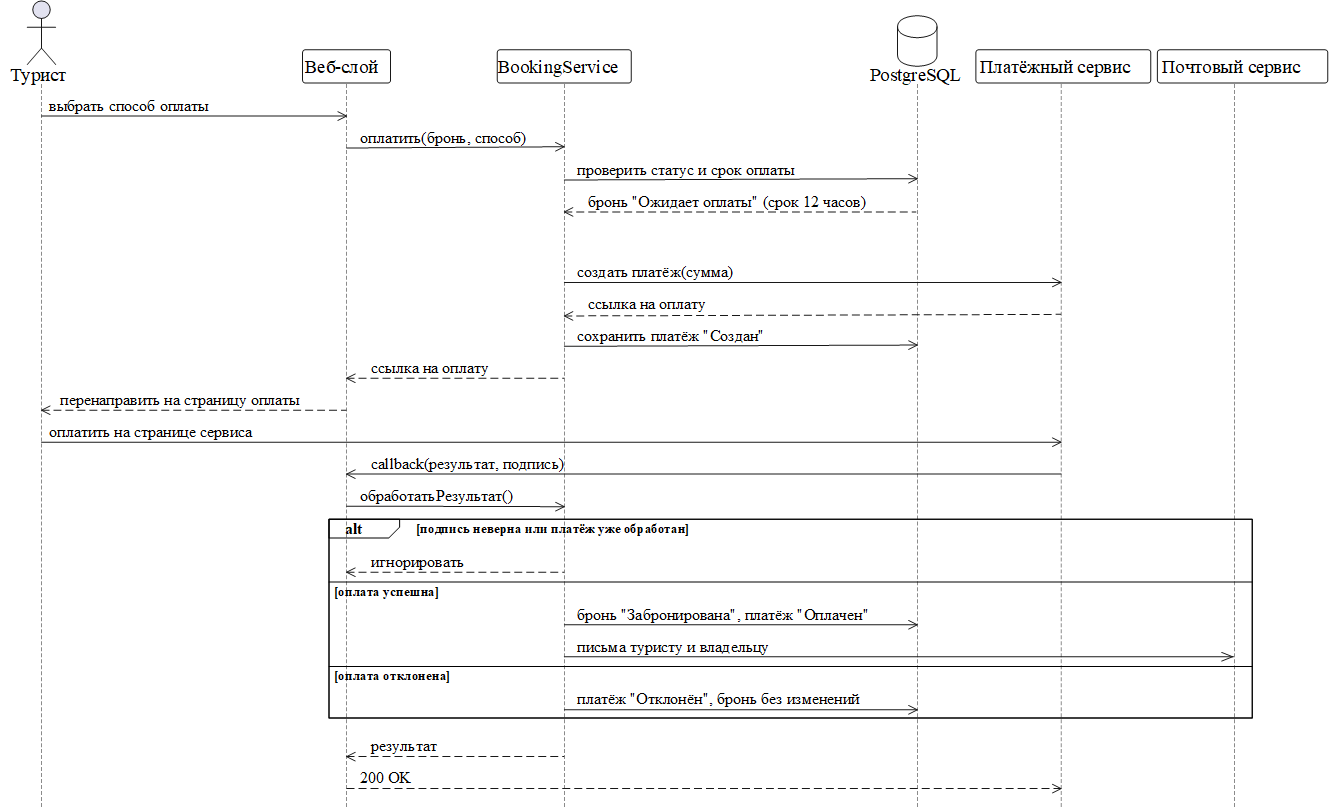 Турист
Веб-слой
BookingService
PostgreSQL
Платёжный сервис
Почтовый сервис
выбрать способ оплаты
оплатить(бронь, способ)
проверить статус и срок оплаты
бронь "Ожидает оплаты" (срок 12 часов)
создать платёж(сумма)
ссылка на оплату
сохранить платёж "Создан"
ссылка на оплату
перенаправить на страницу оплаты
оплатить на странице сервиса
callback(результат, подпись)
обработатьРезультат()
alt [подпись неверна или платёж уже обработан]
игнорировать
[оплата успешна]
бронь "Забронирована", платёж "Оплачен"
письма туристу и владельцу
[оплата отклонена]
платёж "Отклонён", бронь без изменений
результат
200 OK